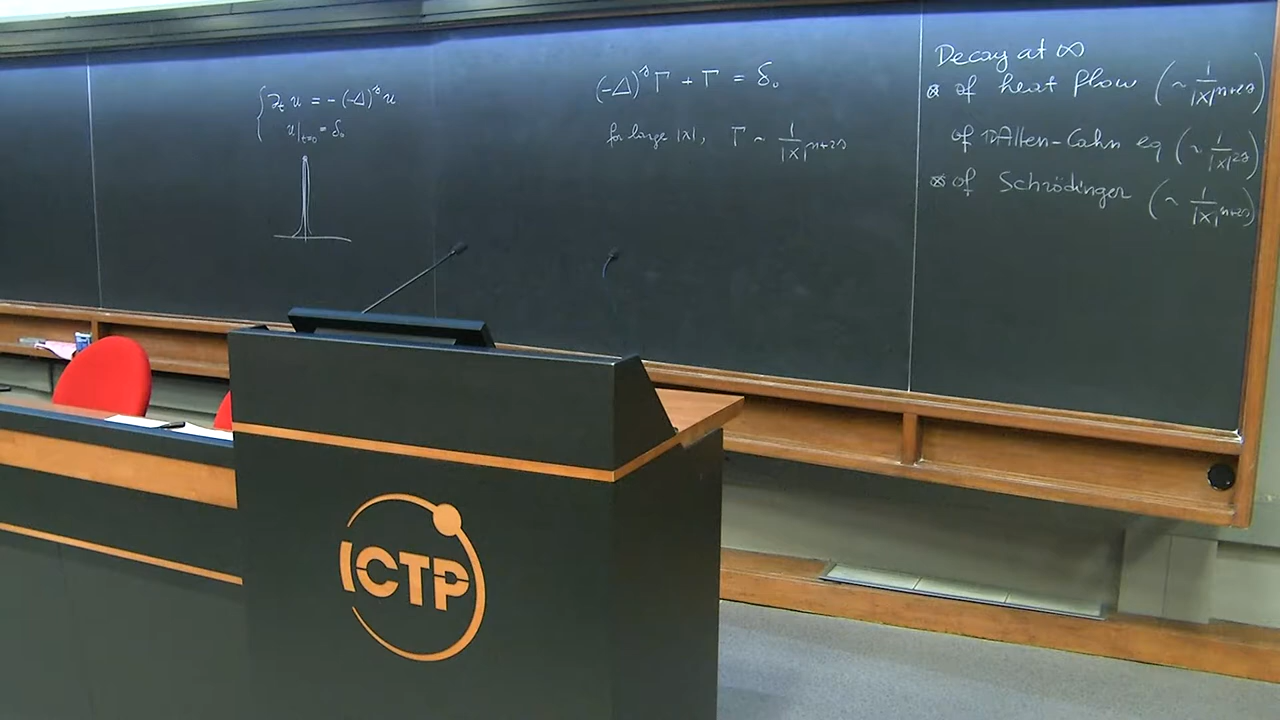 ∂ₜ u = -(-Δ)ˢ u
u|ₜ₌₀ = δ₀
(-Δ)ˢ Γ + Γ = δ₀
for large |x|, Γ ~ 1/|x|ⁿ⁺²ˢ
Decay at ∞
of heat flow (~ 1/|x|ⁿ⁺²ˢ)
of Allen-Cahn eq (~ 1/|x|²ˢ)
of Schrödinger (~ 1/|x|ⁿ⁺²ˢ)
ICTP